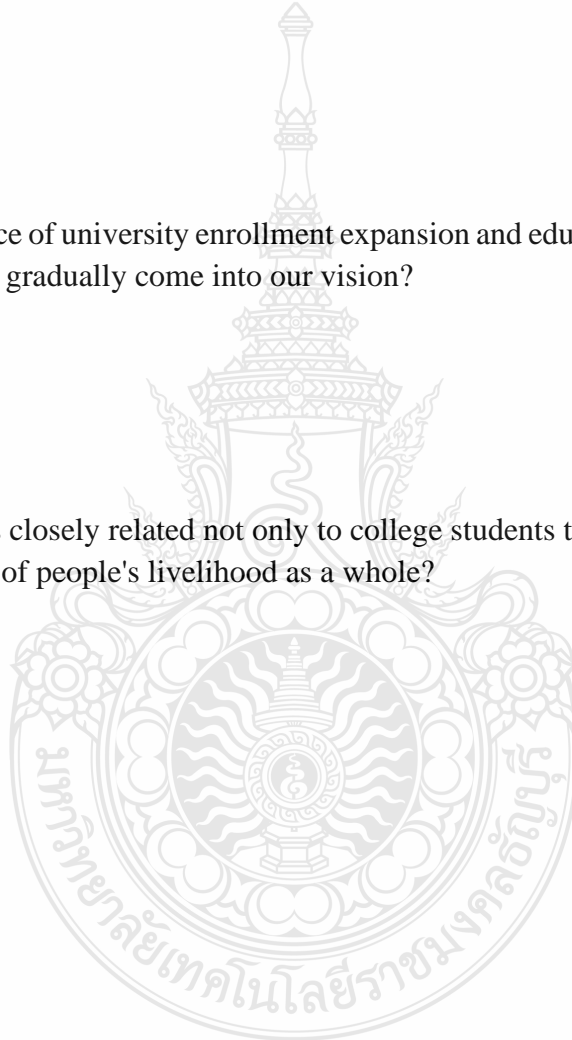 ce of university enrollment expansion and edu
gradually come into our vision?
closely related not only to college students t
of people's livelihood as a whole?
มหาวิทยาลัยเทคโนโลยีราชมงคลธัญบุรี